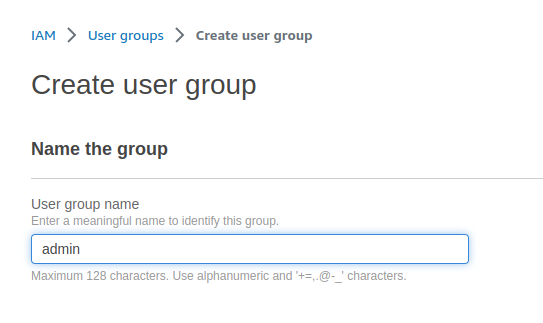 IAM > User groups > Create user group
Create user group
Name the group
User group name
Enter a meaningful name to identify this group.
admin
Maximum 128 characters. Use alphanumeric and '+=,.@-_' characters.